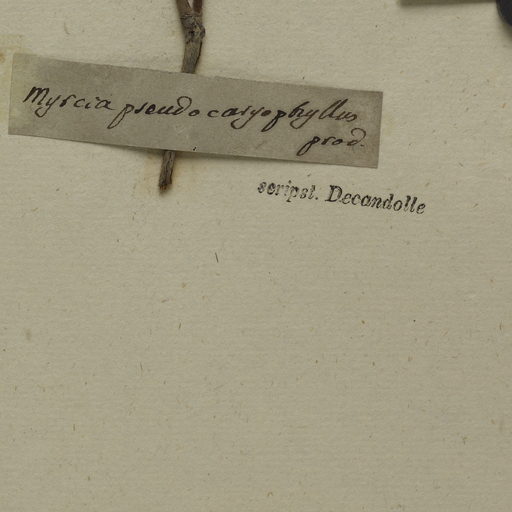 Myrcia pseudocaryophyllus
prod.
scripst. Decandolle